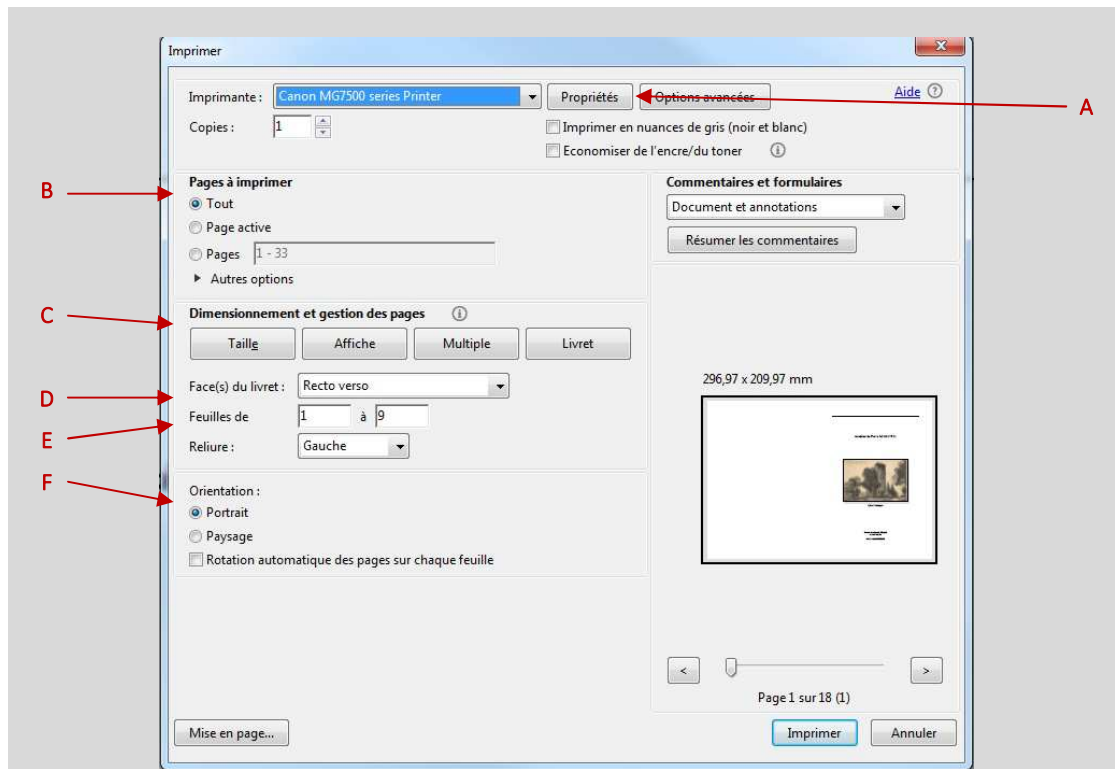 Imprimer
Imprimante : Canon MG7500 series Printer Propriétés Options avancées Aide ?
A
Copies : 1 Imprimer en nuances de gris (noir et blanc)
Economiser de l'encre/du toner i
B
Pages à imprimer
Tout
Page active
Pages 1 - 33
Autres options
Commentaires et formulaires
Document et annotations
Résumer les commentaires
C
Dimensionnement et gestion des pages i
Taille Affiche Multiple Livret
D
Face(s) du livret : Recto verso
E
Feuilles de 1 à 9
Reliure : Gauche
F
Orientation :
Portrait
Paysage
Rotation automatique des pages sur chaque feuille
296,97 x 209,97 mm
< >
Page 1 sur 18 (1)
Mise en page... Imprimer Annuler